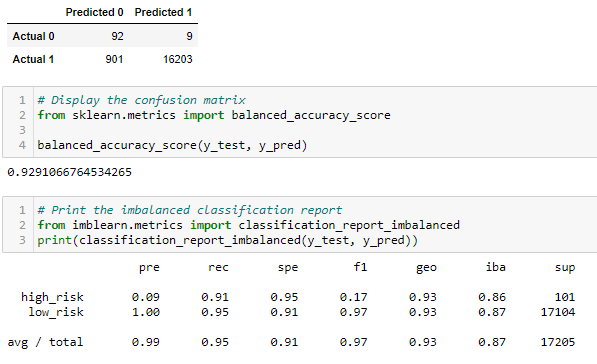 Predicted 0 Predicted 1
Actual 0 92 9
Actual 1 901 16203
1 # Display the confusion matrix
2 from sklearn.metrics import balanced_accuracy_score
3
4 balanced_accuracy_score(y_test, y_pred)
0.9291066764534265
1 # Print the imbalanced classification report
2 from imblearn.metrics import classification_report_imbalanced
3 print(classification_report_imbalanced(y_test, y_pred))
pre rec spe f1 geo iba sup
high_risk 0.09 0.91 0.95 0.17 0.93 0.86 101
low_risk 1.00 0.95 0.91 0.97 0.93 0.87 17104
avg / total 0.99 0.95 0.91 0.97 0.93 0.87 17205